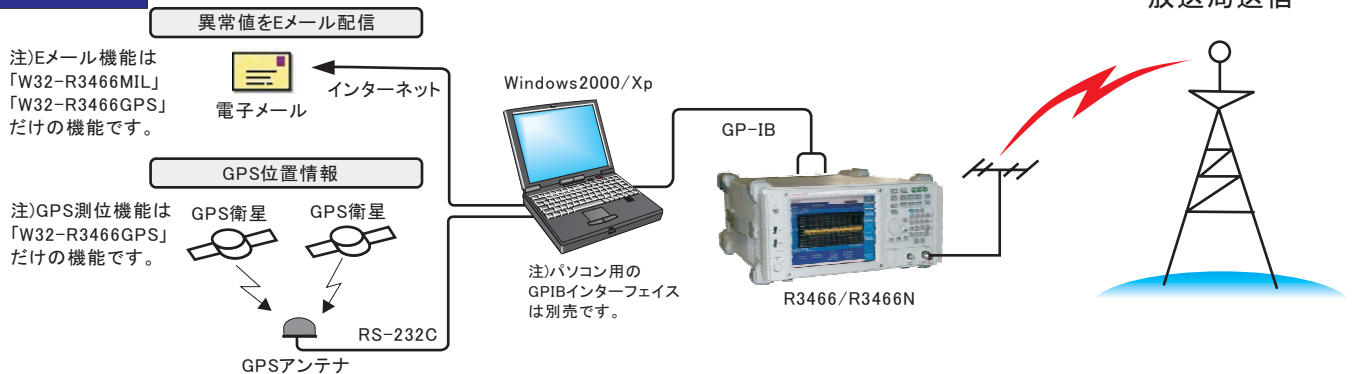 放送局送信
異常値をEメール配信
注)Eメール機能は
「W32-R3466MIL」
「W32-R3466GPS」
だけの機能です。
電子メール
インターネット
Windows2000/Xp
GP-IB
GPS位置情報
注)GPS測位機能は
「W32-R3466GPS」
だけの機能です。
GPS衛星
GPS衛星
注)パソコン用の
GPIBインターフェイス
は別売です。
R3466/R3466N
RS-232C
GPSアンテナ